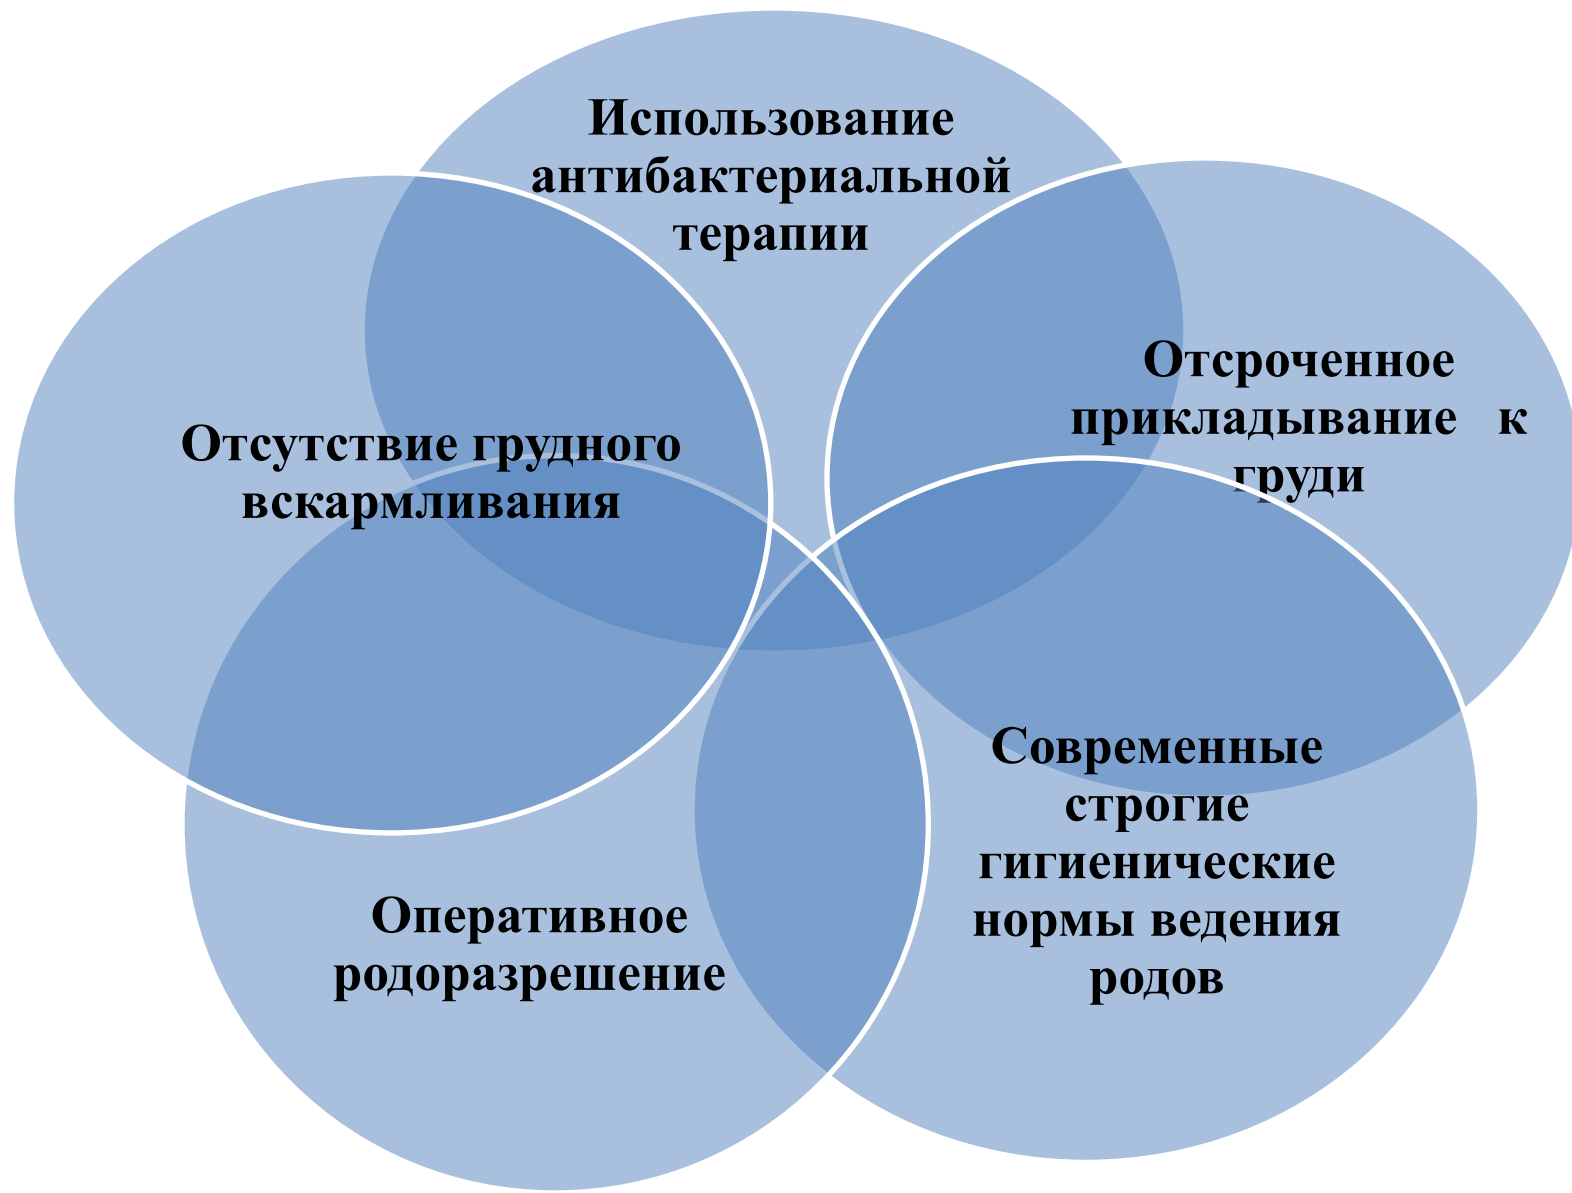 Использование
антибактериальной
терапии
Отсроченное
прикладывание к
груди
Отсутствие грудного
вскармливания
Современные
строгие
гигиенические
нормы ведения
родов
Оперативное
родоразрешение